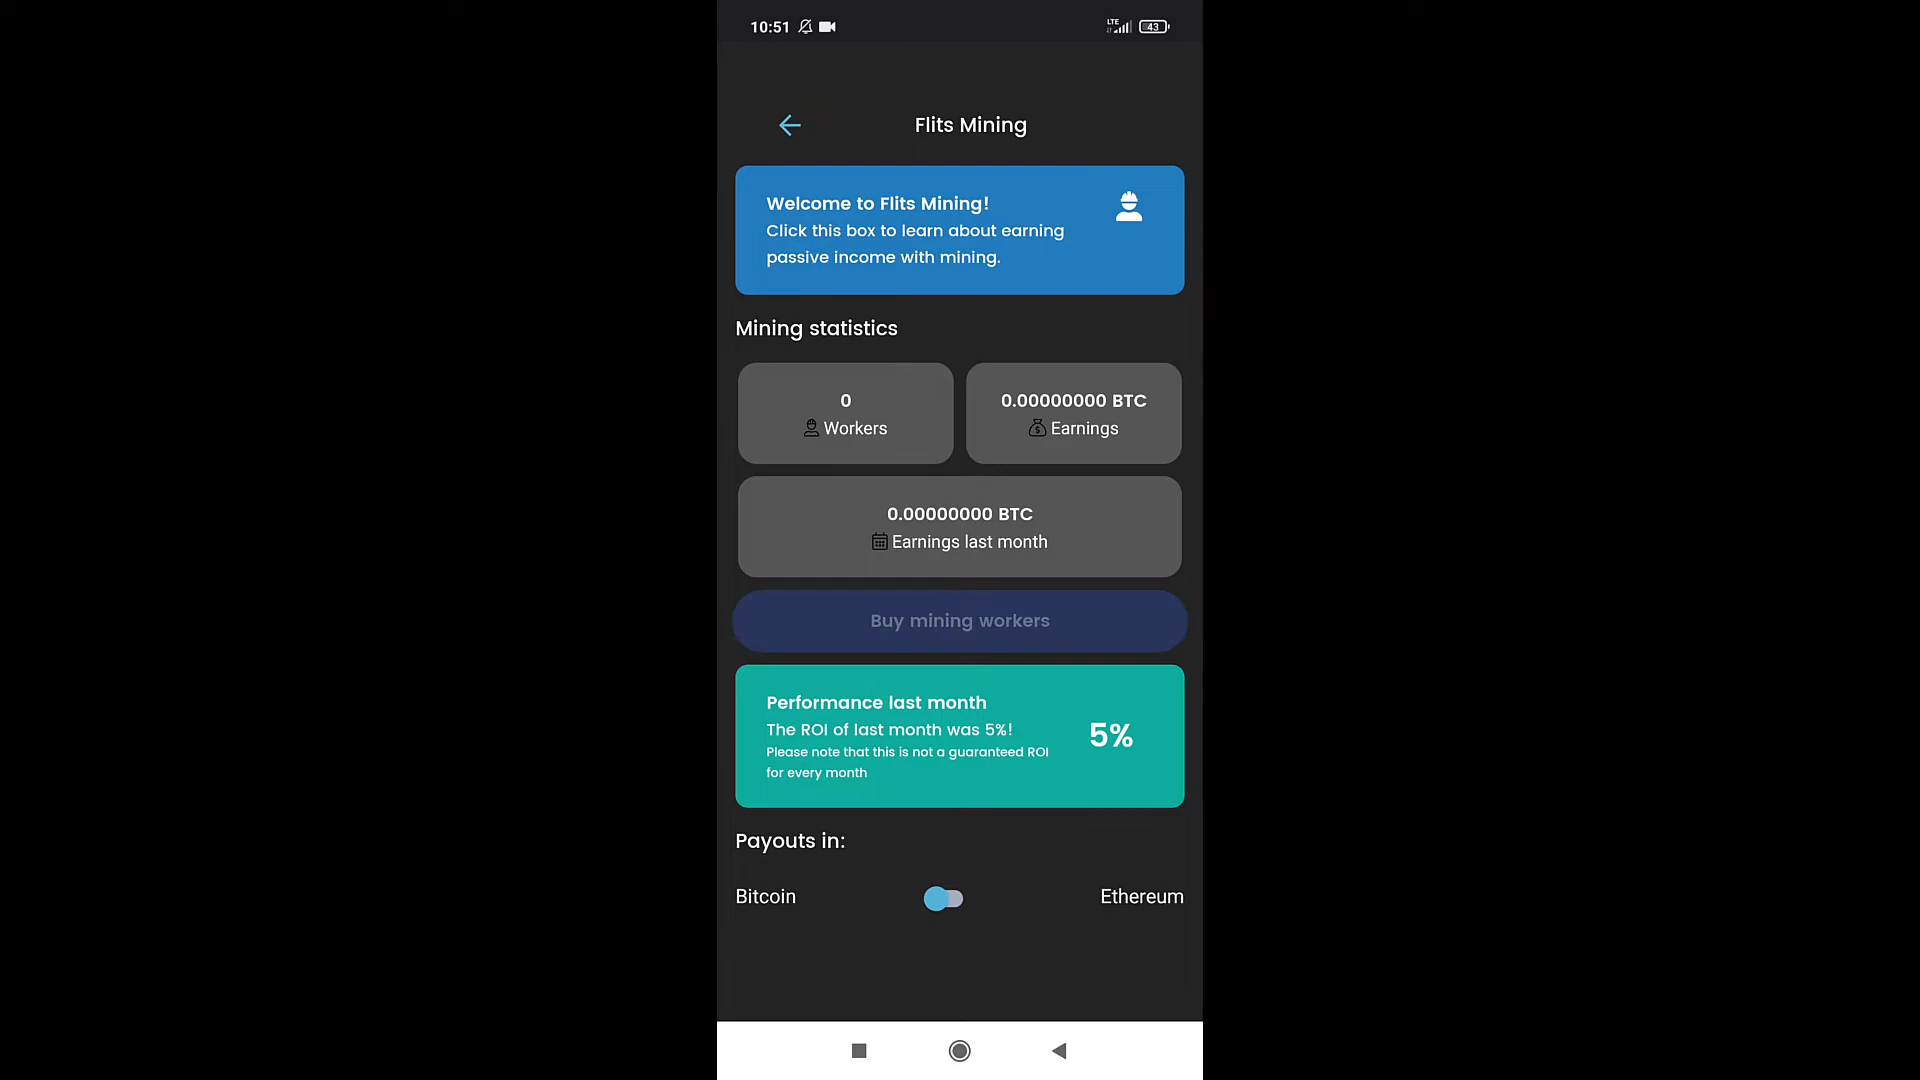 10:51
LTE
43
Flits Mining
Welcome to Flits Mining!
Click this box to learn about earning
passive income with mining.
Mining statistics
0
Workers
0.00000000 BTC
Earnings
0.00000000 BTC
Earnings last month
Buy mining workers
Performance last month
The ROI of last month was 5%!
Please note that this is not a guaranteed ROI
for every month
5%
Payouts in:
Bitcoin
Ethereum